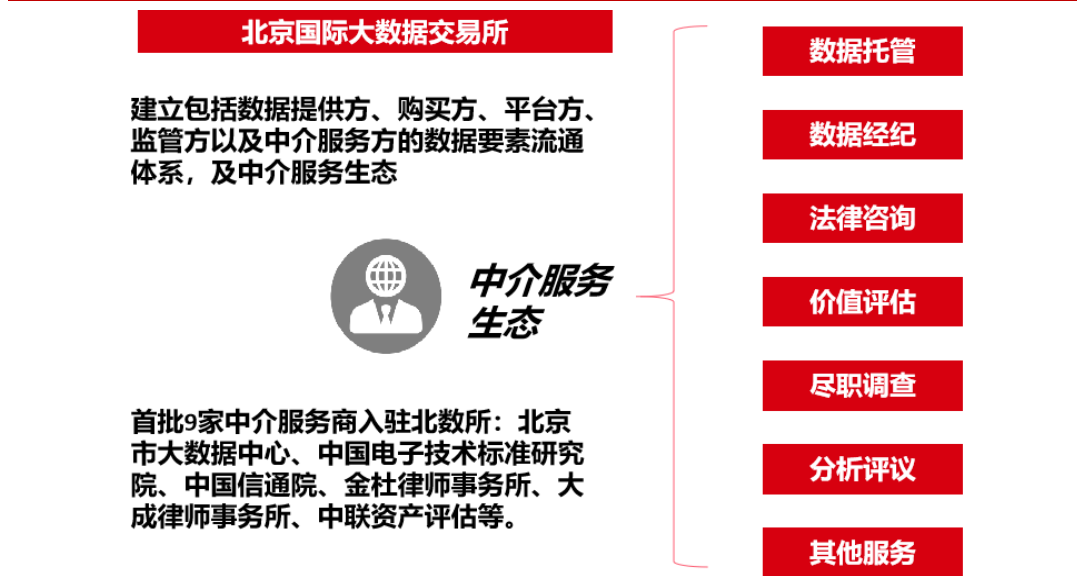 北京国际大数据交易所
建立包括数据提供方、购买方、平台方、
监管方以及中介服务方的数据要素流通
体系，及中介服务生态
中介服务
生态
首批9家中介服务商入驻北数所：北京
市大数据中心、中国电子技术标准研究
院、中国信通院、金杜律师事务所、大
成律师事务所、中联资产评估等。
数据托管
数据经纪
法律咨询
价值评估
尽职调查
分析评议
其他服务